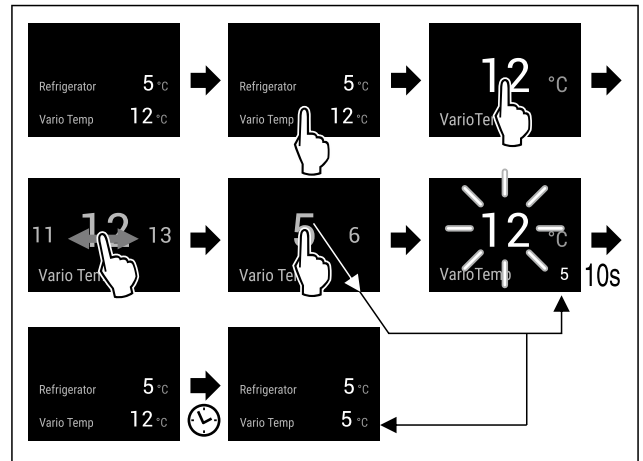 Refrigerator 5 °C
Vario Temp 12 °C
Refrigerator 5 °C
Vario Temp 12 °C
12 °C
VarioTemp
11 12 13
Vario Temp
5 6
Vario Temp
12 °C
VarioTemp 5
10s
Refrigerator 5 °C
Vario Temp 12 °C
Refrigerator 5 °C
Vario Temp 5 °C